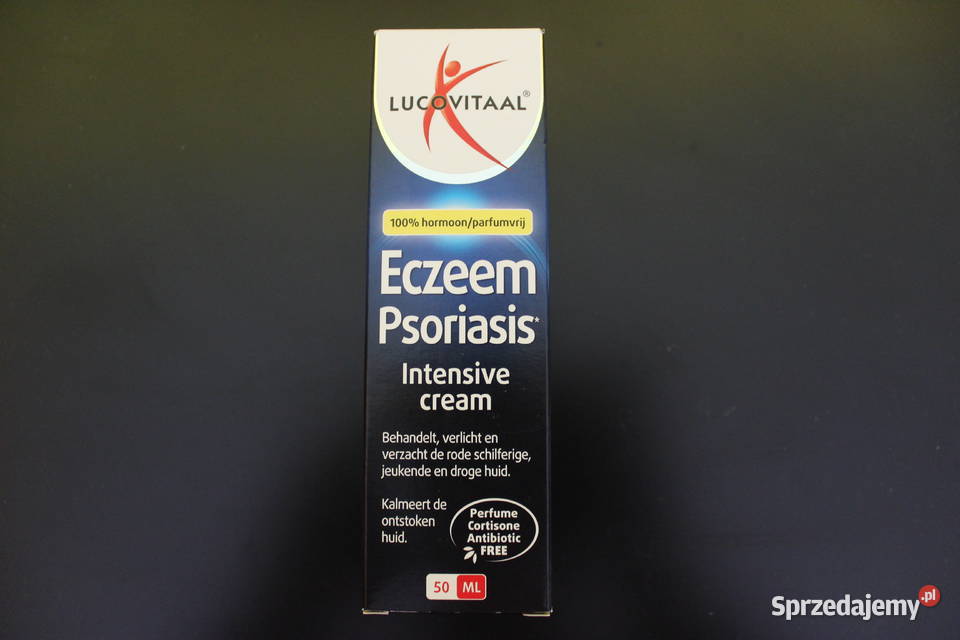 LUCOVITAAL®
100% hormoon/parfumvrij
Eczeem
Psoriasis*
Intensive
cream
Behandelt, verlicht en
verzacht de rode schilferige,
jeukende en droge huid.
Kalmeert de
ontstoken
huid.
Perfume
Cortisone
Antibiotic
FREE
50 ML
Sprzedajemy.pl